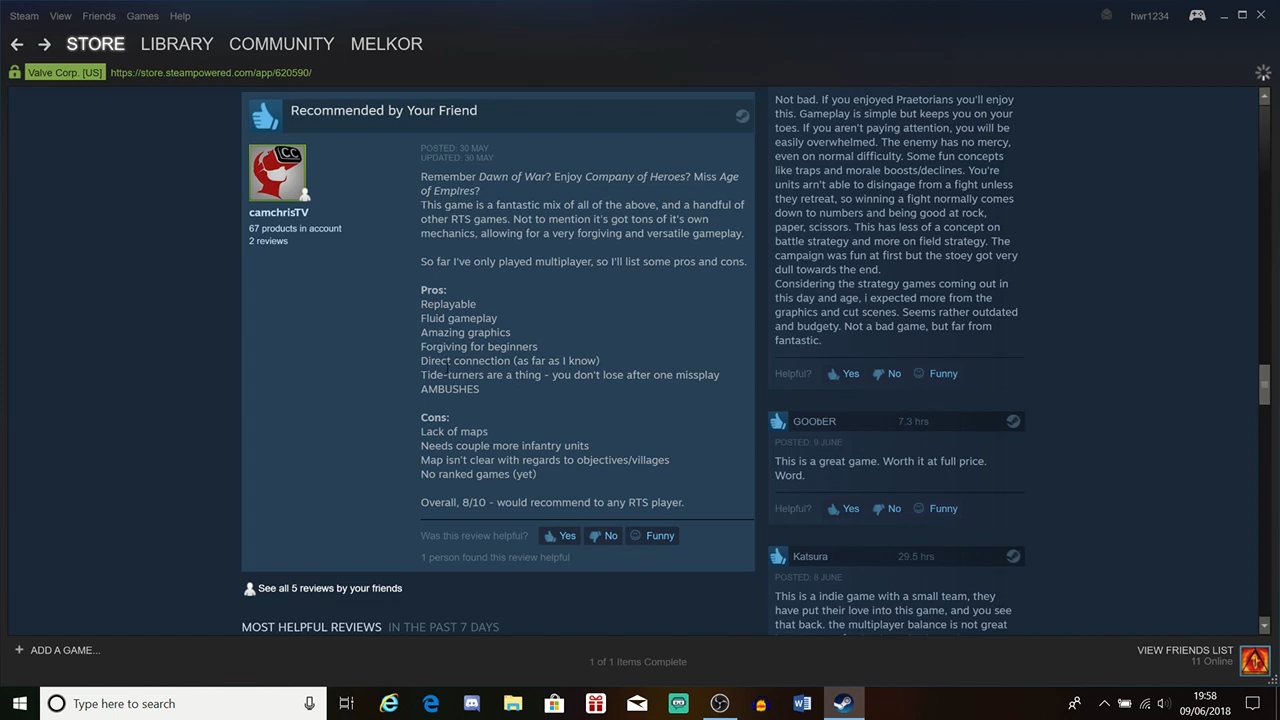 Steam View Friends Games Help
hwr1234
STORE LIBRARY COMMUNITY MELKOR
Valve Corp. [US] https://store.steampowered.com/app/620590/
Recommended by Your Friend
ICC
camchrisTV
67 products in account
2 reviews
POSTED: 30 MAY
UPDATED: 30 MAY
Remember Dawn of War? Enjoy Company of Heroes? Miss Age
of Empires?
This game is a fantastic mix of all of the above, and a handful of
other RTS games. Not to mention it's got tons of it's own
mechanics, allowing for a very forgiving and versatile gameplay.
So far I've only played multiplayer, so I'll list some pros and cons.
Pros:
Replayable
Fluid gameplay
Amazing graphics
Forgiving for beginners
Direct connection (as far as I know)
Tide-turners are a thing - you don't lose after one missplay
AMBUSHES
Cons:
Lack of maps
Needs couple more infantry units
Map isn't clear with regards to objectives/villages
No ranked games (yet)
Overall, 8/10 - would recommend to any RTS player.
Was this review helpful? Yes No Funny
1 person found this review helpful
See all 5 reviews by your friends
MOST HELPFUL REVIEWS IN THE PAST 7 DAYS
Not bad. If you enjoyed Praetorians you'll enjoy
this. Gameplay is simple but keeps you on your
toes. If you aren't paying attention, you will be
easily overwhelmed. The enemy has no mercy,
even on normal difficulty. Some fun concepts
like traps and morale boosts/declines. You're
units arn't able to disingage from a fight unless
they retreat, so winning a fight normally comes
down to numbers and being good at rock,
paper, scissors. This has less of a concept on
battle strategy and more on field strategy. The
campaign was fun at first but the stoey got very
dull towards the end.
Considering the strategy games coming out in
this day and age, i expected more from the
graphics and cut scenes. Seems rather outdated
and budgety. Not a bad game, but far from
fantastic.
Helpful? Yes No Funny
GOObER 7.3 hrs
POSTED: 9 JUNE
This is a great game. Worth it at full price.
Word.
Helpful? Yes No Funny
Katsura 29.5 hrs
POSTED: 8 JUNE
This is a indie game with a small team, they
have put their love into this game, and you see
that back. the multiplayer balance is not great
+ ADD A GAME...
1 of 1 Items Complete
VIEW FRIENDS LIST
11 Online
Type here to search
19:58
09/06/2018